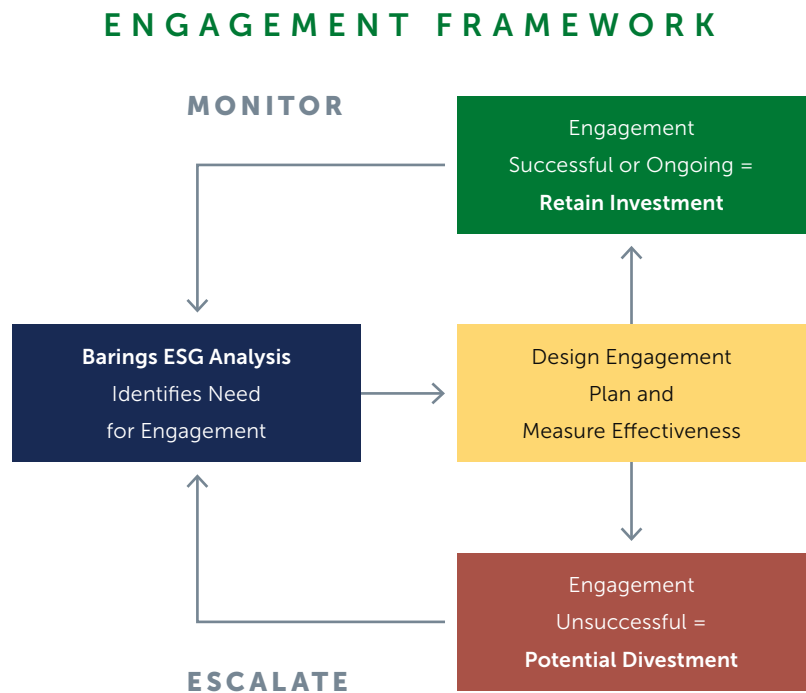 ENGAGEMENT FRAMEWORK
MONITOR
Engagement
Successful or Ongoing =
Retain Investment
Barings ESG Analysis
Identifies Need
for Engagement
Design Engagement
Plan and
Measure Effectiveness
Engagement
Unsuccessful =
Potential Divestment
ESCALATE